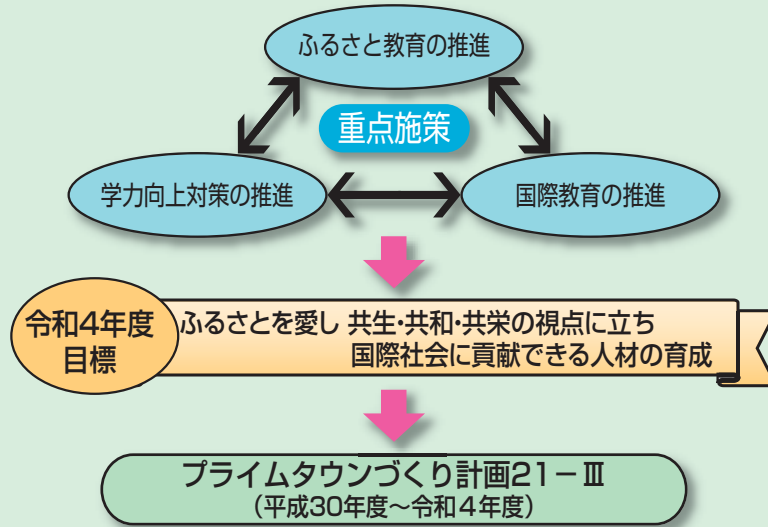 ふるさと教育の推進
重点施策
学力向上対策の推進
国際教育の推進
令和4年度
目標
ふるさとを愛し 共生・共和・共栄の視点に立ち
国際社会に貢献できる人材の育成
プライムタウンづくり計画21－Ⅲ
（平成30年度～令和４年度）